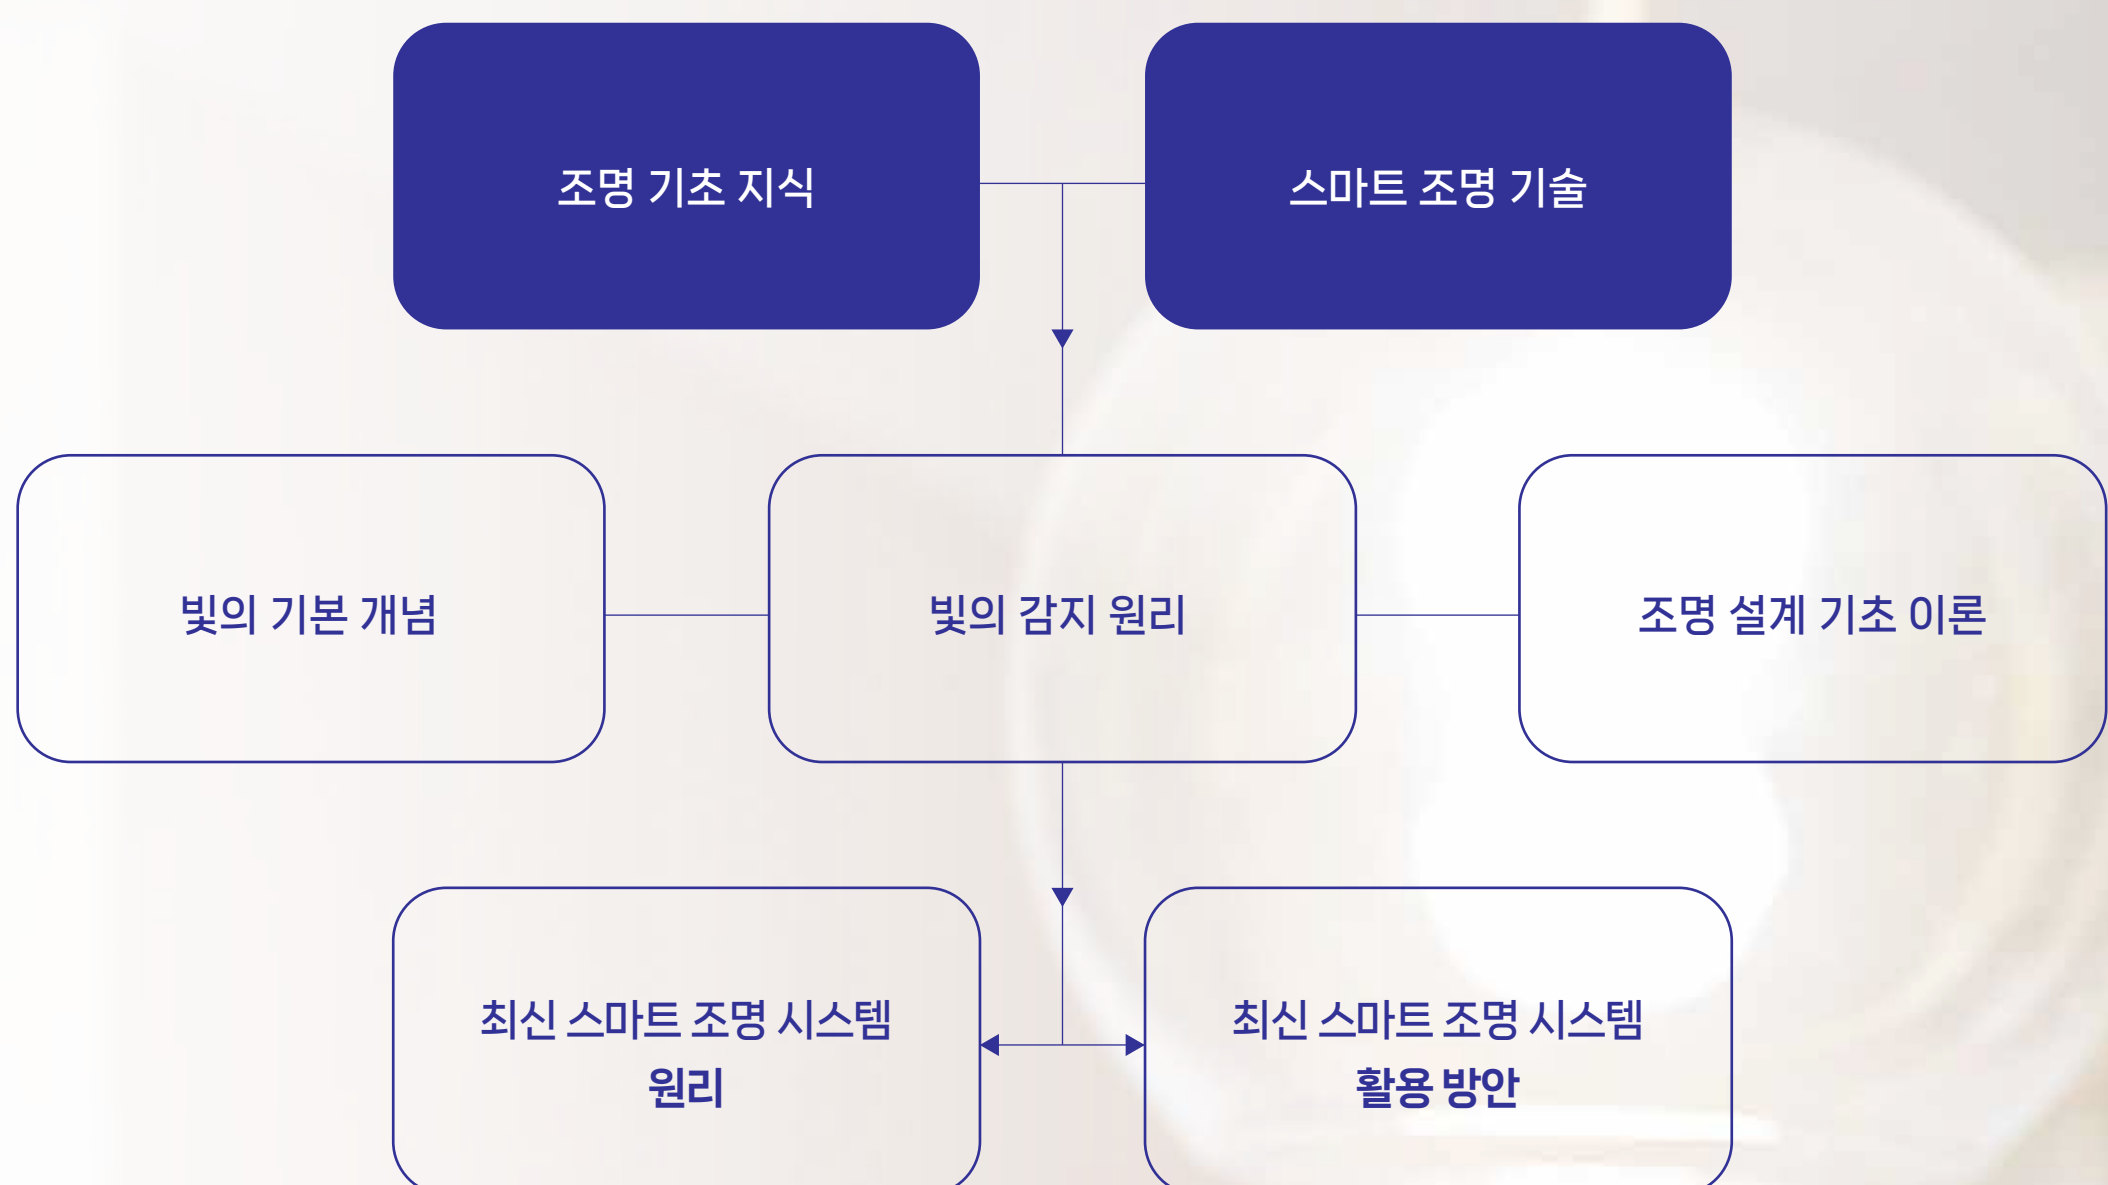 조명 기초 지식
스마트 조명 기술
빛의 기본 개념
빛의 감지 원리
조명 설계 기초 이론
최신 스마트 조명 시스템
원리
최신 스마트 조명 시스템
활용 방안